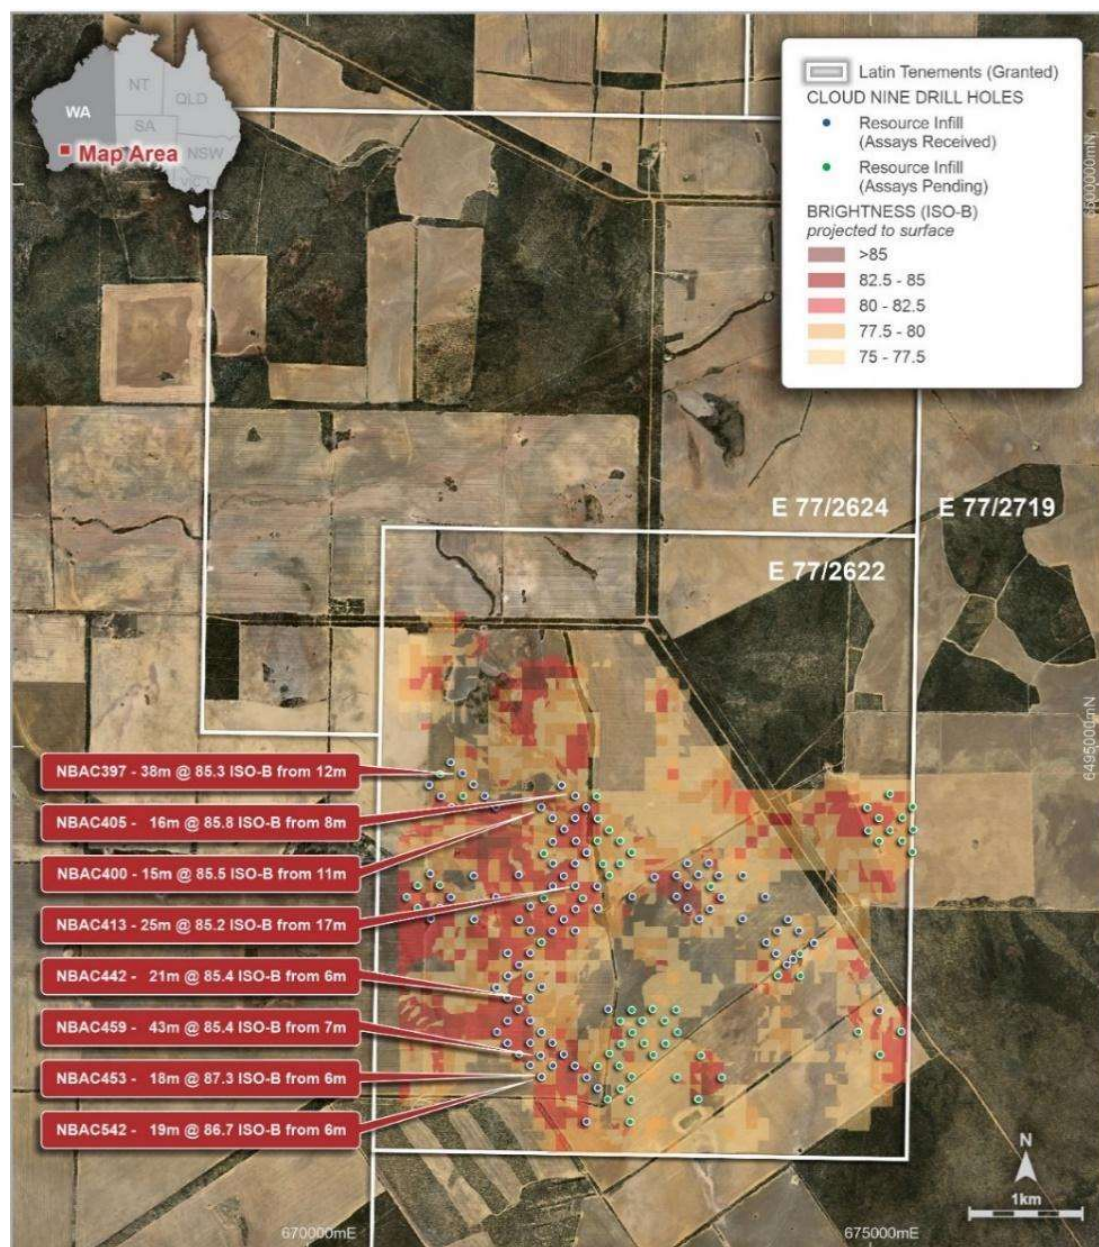 NT
QLD
WA
SA
NSW
VIC
TAS
Map Area
Latin Tenements (Granted)
CLOUD NINE DRILL HOLES
Resource Infill
(Assays Received)
Resource Infill
(Assays Pending)
BRIGHTNESS (ISO-B)
projected to surface
>85
82.5 - 85
80 - 82.5
77.5 - 80
75 - 77.5
6500000mN
E 77/2624
E 77/2719
E 77/2622
6495000mN
NBAC397 - 38m @ 85.3 ISO-B from 12m
NBAC405 - 16m @ 85.8 ISO-B from 8m
NBAC400 - 15m @ 85.5 ISO-B from 11m
NBAC413 - 25m @ 85.2 ISO-B from 17m
NBAC442 - 21m @ 85.4 ISO-B from 6m
NBAC459 - 43m @ 85.4 ISO-B from 7m
NBAC453 - 18m @ 87.3 ISO-B from 6m
NBAC542 - 19m @ 86.7 ISO-B from 6m
N
1km
670000mE
675000mE